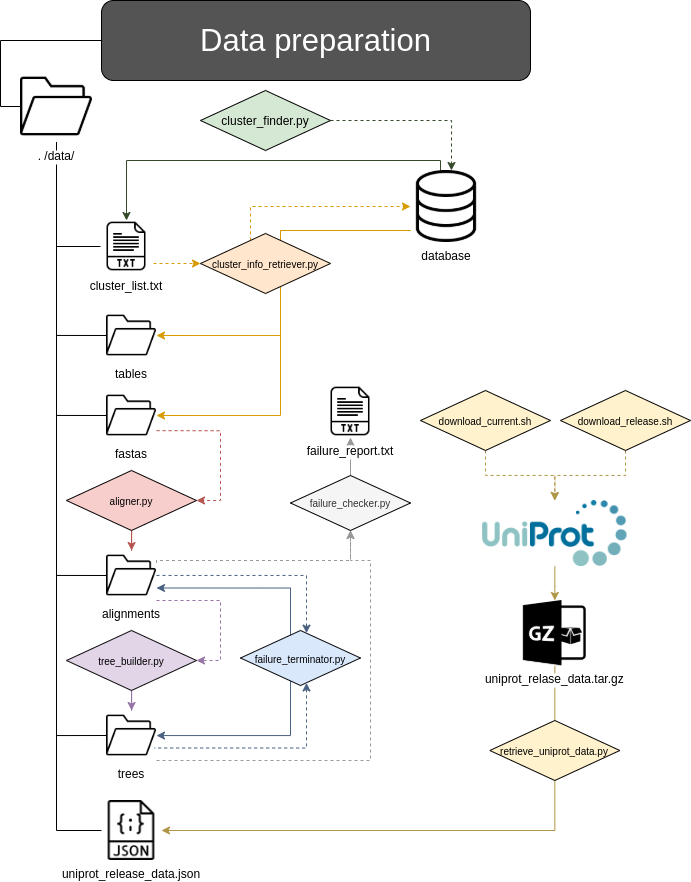 Data preparation
cluster_finder.py
. /data/
TXT
cluster_info_retriever.py
database
cluster_list.txt
tables
TXT
download_current.sh
download_release.sh
fastas
failure_report.txt
aligner.py
failure_checker.py
UniProt
alignments
GZ
tree_builder.py
failure_terminator.py
uniprot_relase_data.tar.gz
retrieve_uniprot_data.py
trees
{;}
JSON
uniprot_release_data.json